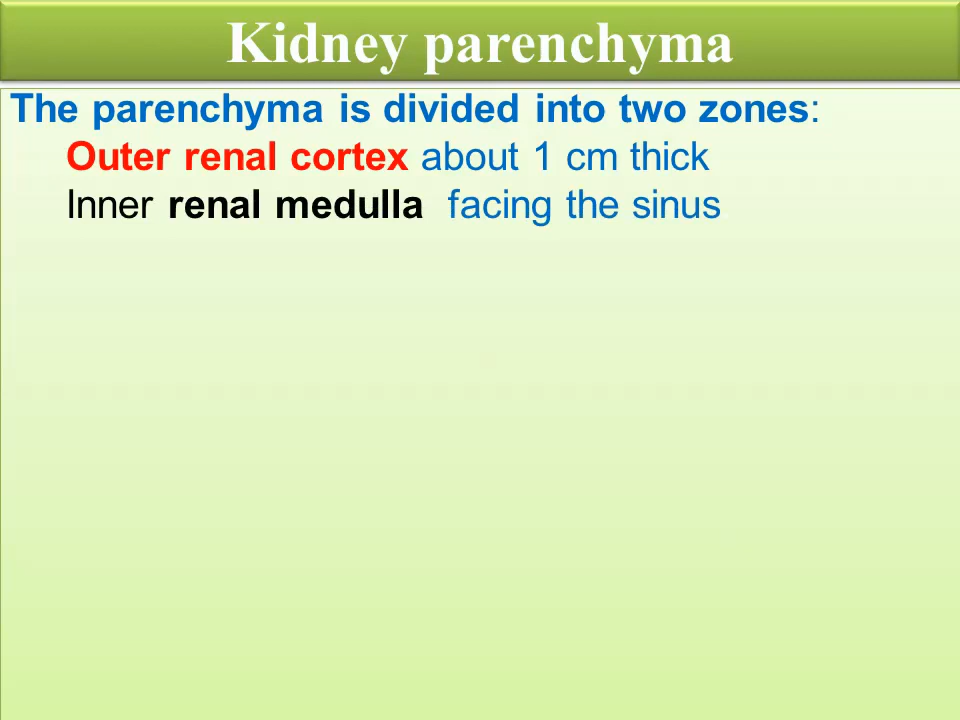 Kidney parenchyma
The parenchyma is divided into two zones:
Outer renal cortex about 1 cm thick
Inner renal medulla facing the sinus